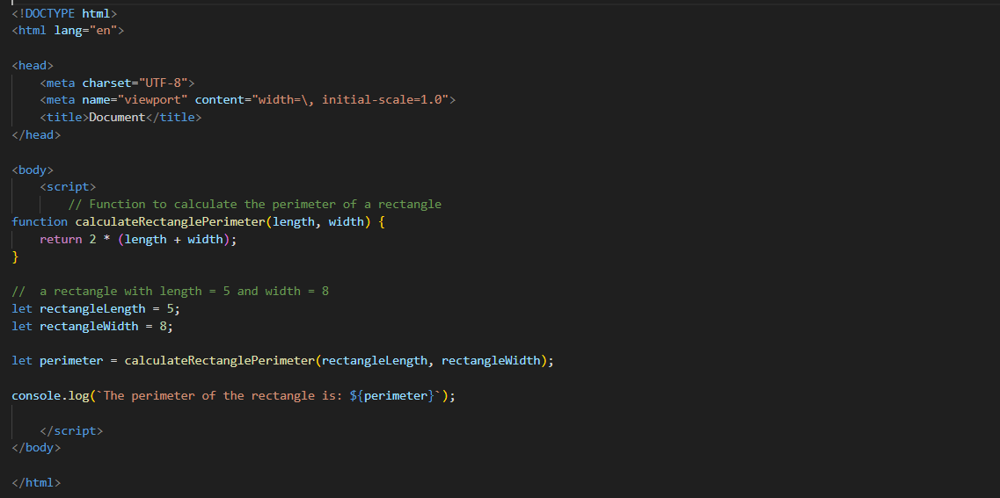 <!DOCTYPE html>
<html lang="en">
<head>
<meta charset="UTF-8">
<meta name="viewport" content="width=\, initial-scale=1.0">
<title>Document</title>
</head>
<body>
<script>
// Function to calculate the perimeter of a rectangle
function calculateRectanglePerimeter(length, width) {
return 2 * (length + width);
}
//  a rectangle with length = 5 and width = 8
let rectangleLength = 5;
let rectangleWidth = 8;
let perimeter = calculateRectanglePerimeter(rectangleLength, rectangleWidth);
console.log(`The perimeter of the rectangle is: ${perimeter}`);
</script>
</body>
</html>